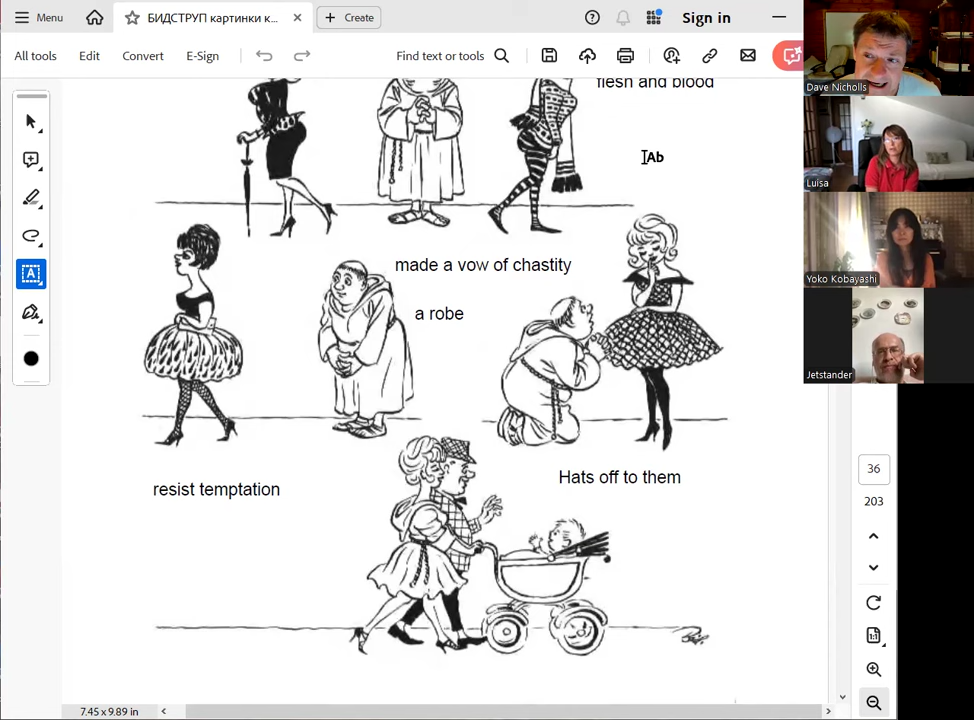 Menu
БИДСТРУП картинки к...
Create
Sign in
All tools
Edit
Convert
E-Sign
Find text or tools
flesh and blood
Ab
made a vow of chastity
a robe
resist temptation
Hats off to them
36
203
1:1
7.45 x 9.89 in
Dave Nicholls
Luisa
Yoko Kobayashi
Jetstander